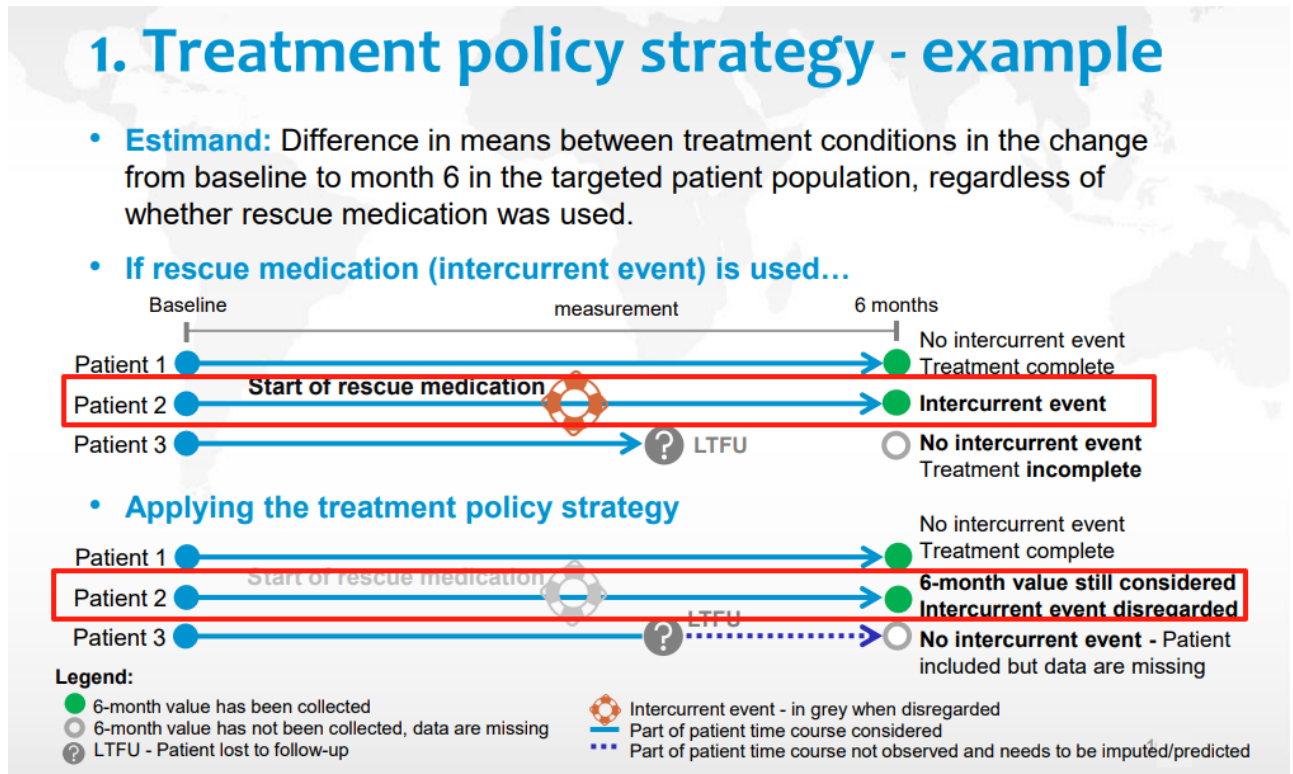 1. Treatment policy strategy - example
• Estimand: Difference in means between treatment conditions in the change
from baseline to month 6 in the targeted patient population, regardless of
whether rescue medication was used.
• If rescue medication (intercurrent event) is used…
Baseline
measurement
6 months
No intercurrent event
Patient 1
Treatment complete
Start of rescue medication
Patient 2
Intercurrent event
Patient 3
? LTFU
No intercurrent event
Treatment incomplete
• Applying the treatment policy strategy
No intercurrent event
Patient 1
Treatment complete
Start of rescue medication
6-month value still considered
Patient 2
Intercurrent event disregarded
LTFU
Patient 3
?
No intercurrent event - Patient
included but data are missing
Legend:
6-month value has been collected
6-month value has not been collected, data are missing
? LTFU - Patient lost to follow-up
Intercurrent event - in grey when disregarded
Part of patient time course considered
Part of patient time course not observed and needs to be imputed/predicted
1